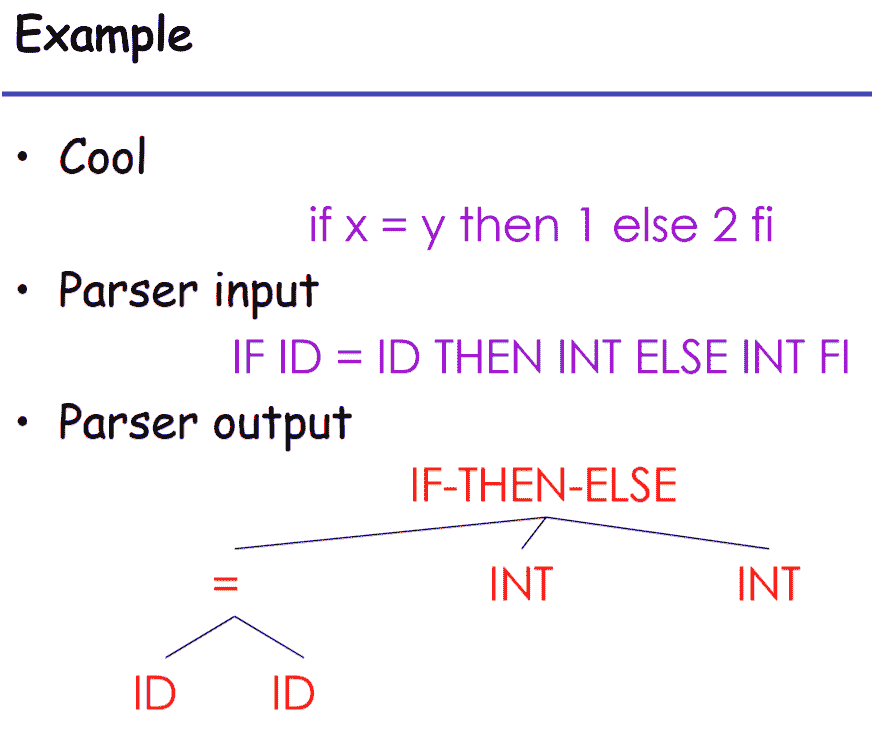 Example
• Cool
if x = y then 1 else 2 fi
• Parser input
IF ID = ID THEN INT ELSE INT FI
• Parser output
IF-THEN-ELSE
= INT INT
ID ID